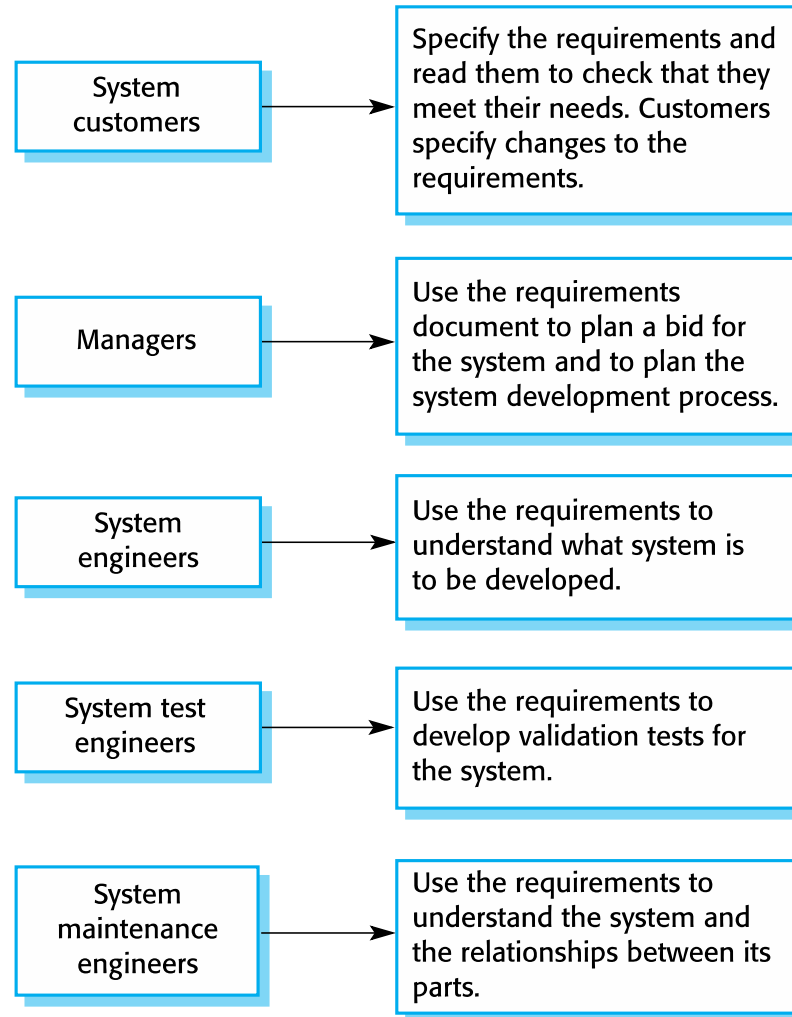 System
customers
Specify the requirements and
read them to check that they
meet their needs. Customers
specify changes to the
requirements.
Managers
Use the requirements
document to plan a bid for
the system and to plan the
system development process.
System
engineers
Use the requirements to
understand what system is
to be developed.
System test
engineers
Use the requirements to
develop validation tests for
the system.
System
maintenance
engineers
Use the requirements to
understand the system and
the relationships between its
parts.